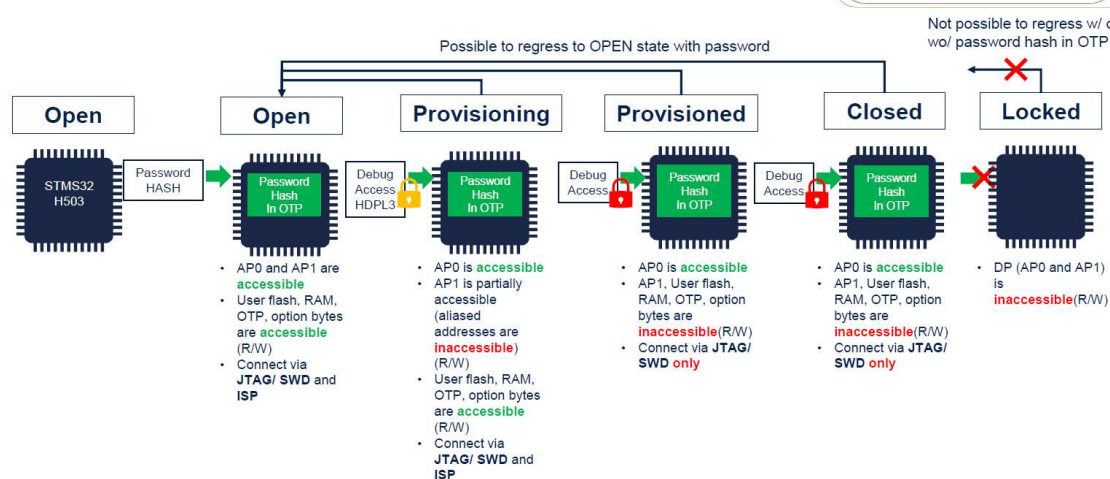 Not possible to regress w/
wo/ password hash in OTP
Possible to regress to OPEN state with password
Open
Open
Provisioning
Provisioned
Closed
Locked
STMS32
H503
Password
HASH
Password
Hash
In OTP
Debug
Access
HDPL3
Password
Hash
In OTP
Debug
Access
Password
Hash
In OTP
Debug
Access
Password
Hash
In OTP
• AP0 and AP1 are
accessible
• User flash, RAM,
OTP, option bytes
are accessible
(R/W)
• Connect via
JTAG/ SWD and
ISP
• AP0 is accessible
• AP1 is partially
accessible
(aliased
addresses are
inaccessible)
(R/W)
• User flash, RAM,
OTP, option bytes
are accessible
(R/W)
• Connect via
JTAG/ SWD and
ISP
• AP0 is accessible
• AP1, User flash,
RAM, OTP, option
bytes are
inaccessible(R/W)
• Connect via JTAG/
SWD only
• AP0 is accessible
• AP1, User flash,
RAM, OTP, option
bytes are
inaccessible(R/W)
• Connect via JTAG/
SWD only
• DP (AP0 and AP1)
is
inaccessible(R/W)